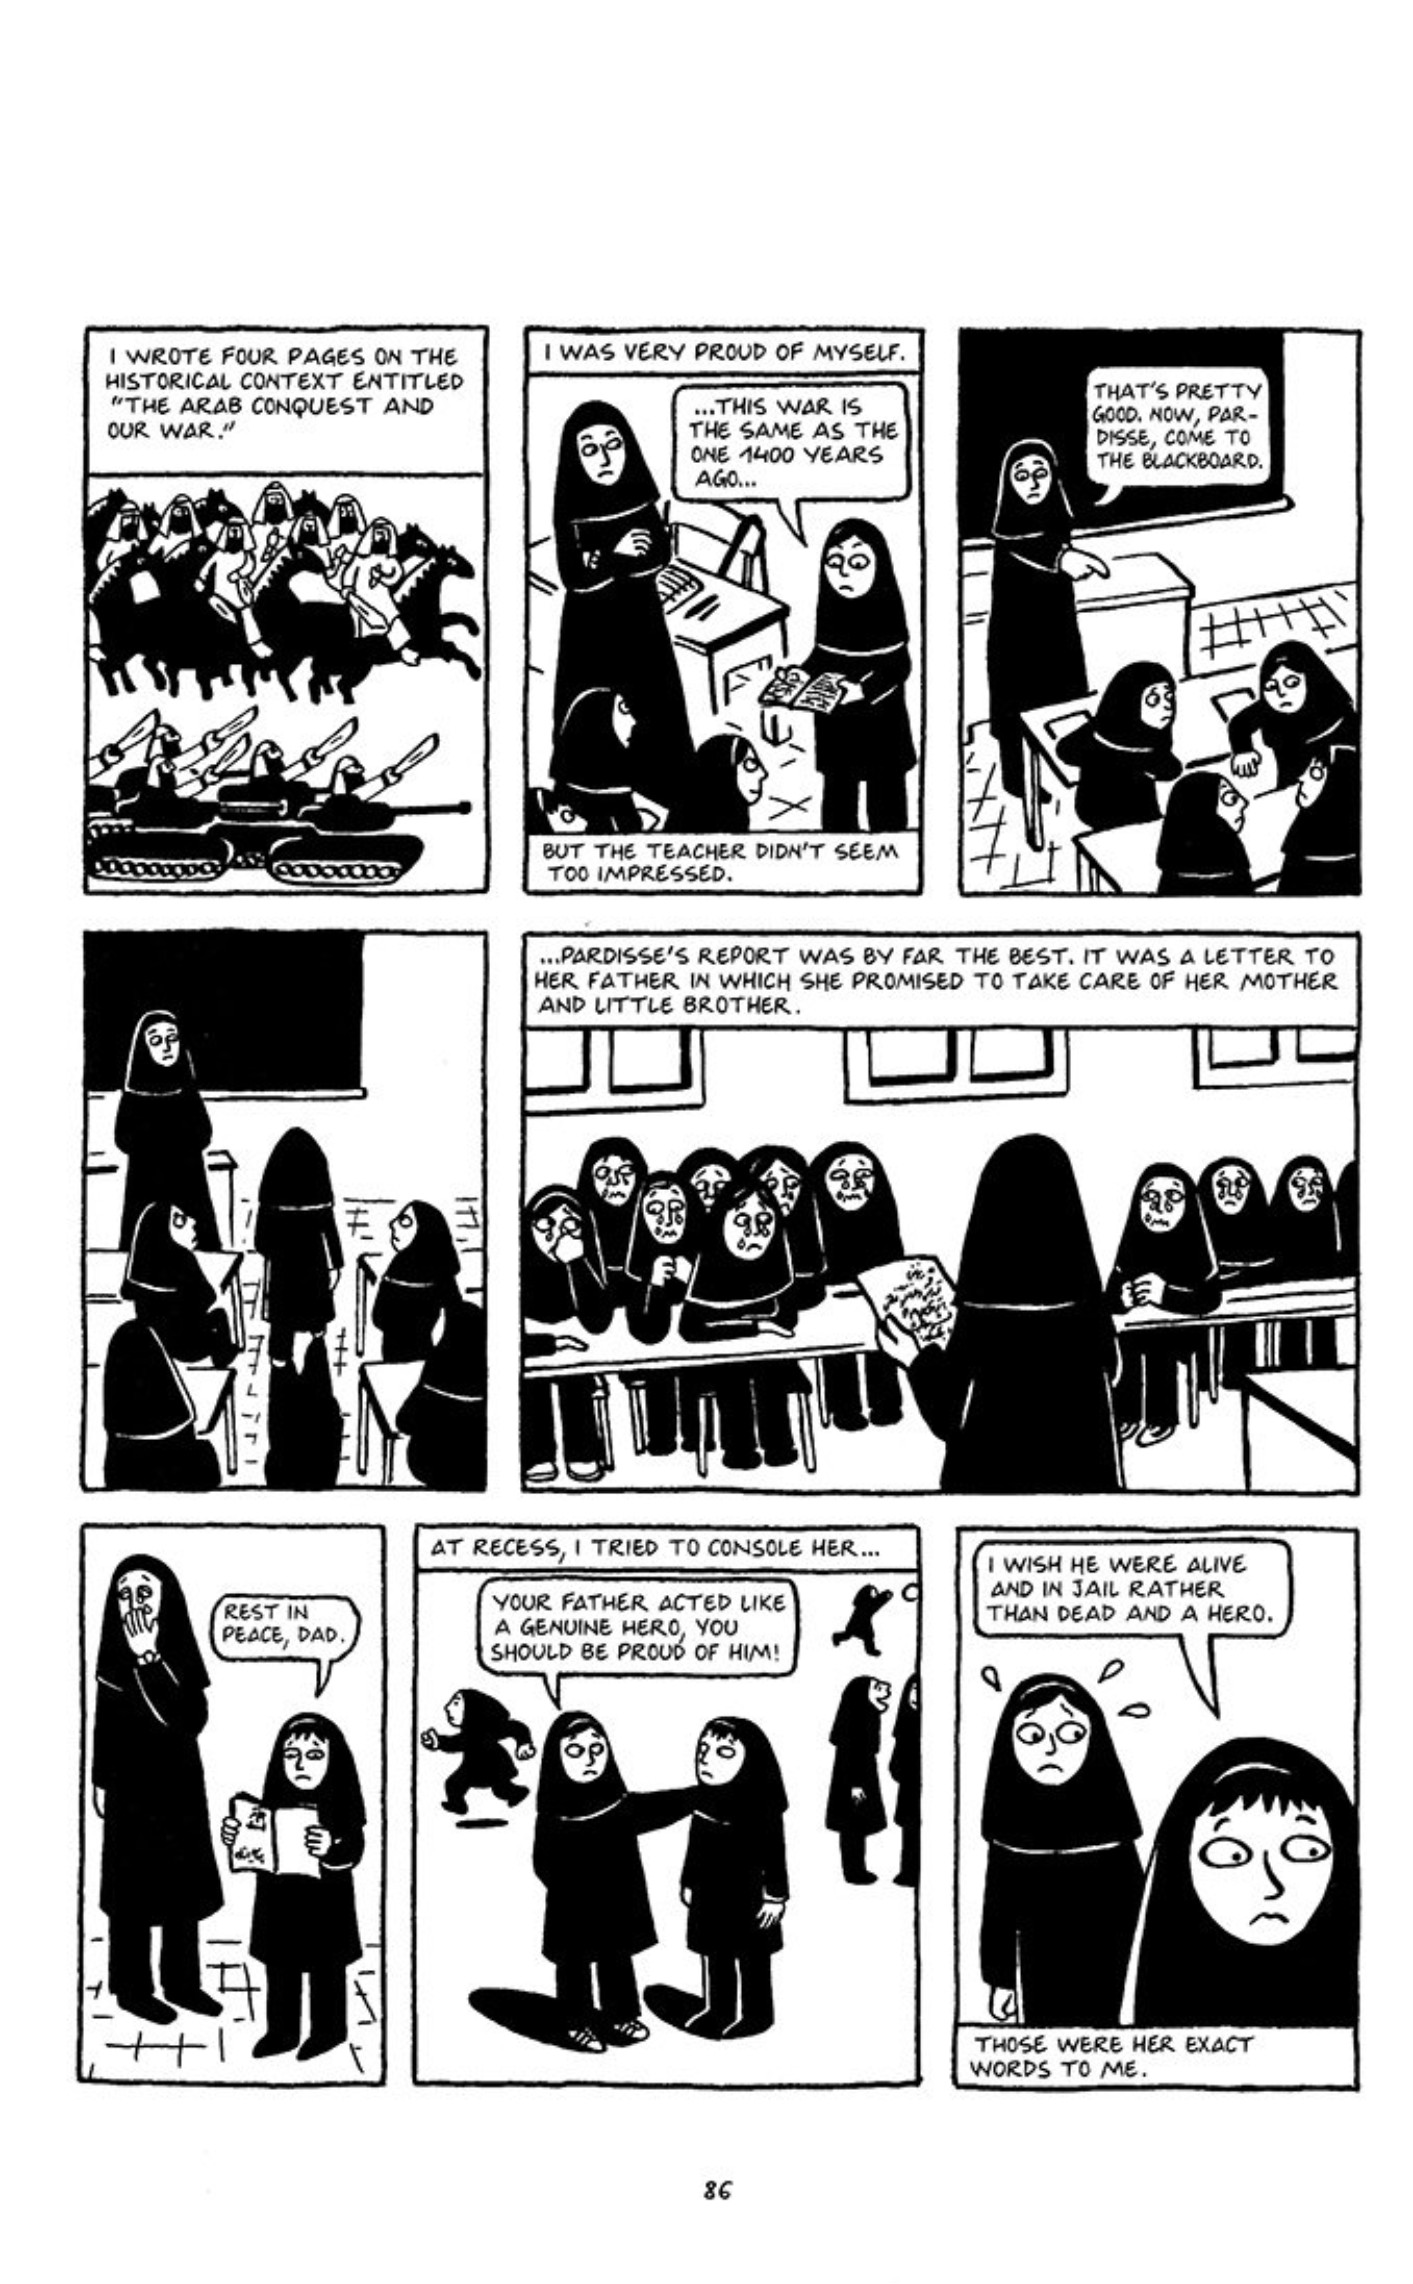 I WROTE FOUR PAGES ON THE
HISTORICAL CONTEXT ENTITLED
"THE ARAB CONQUEST AND
OUR WAR."
I WAS VERY PROUD OF MYSELF.
...THIS WAR IS
THE SAME AS THE
ONE 1400 YEARS
AGO...
BUT THE TEACHER DIDN'T SEEM
TOO IMPRESSED.
THAT'S PRETTY
GOOD. NOW, PAR-
DISSE, COME TO
THE BLACKBOARD.
...PARDISSE'S REPORT WAS BY FAR THE BEST. IT WAS A LETTER TO
HER FATHER IN WHICH SHE PROMISED TO TAKE CARE OF HER MOTHER
AND LITTLE BROTHER.
REST IN
PEACE, DAD.
AT RECESS, I TRIED TO CONSOLE HER...
YOUR FATHER ACTED LIKE
A GENUINE HERO, YOU
SHOULD BE PROUD OF HIM!
I WISH HE WERE ALIVE
AND IN JAIL RATHER
THAN DEAD AND A HERO.
THOSE WERE HER EXACT
WORDS TO ME.
86